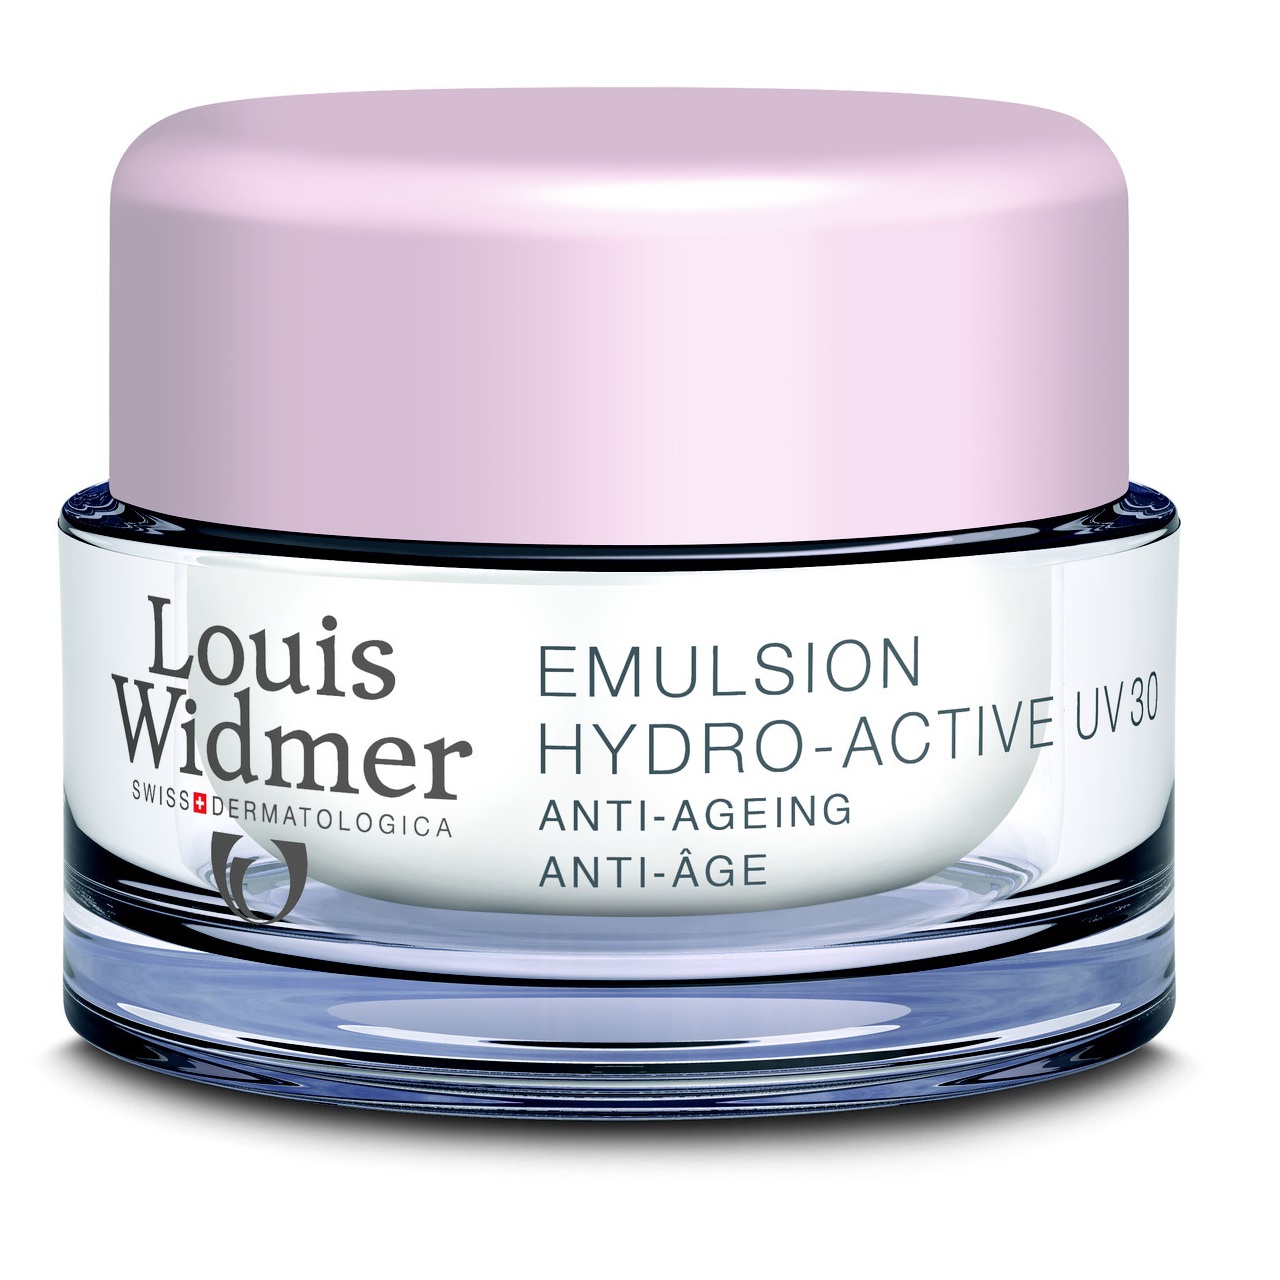 Louis
Widmer
SWISS DERMATOLOGICA
EMULSION
HYDRO-ACTIVE UV30
ANTI-AGEING
ANTI-ÂGE